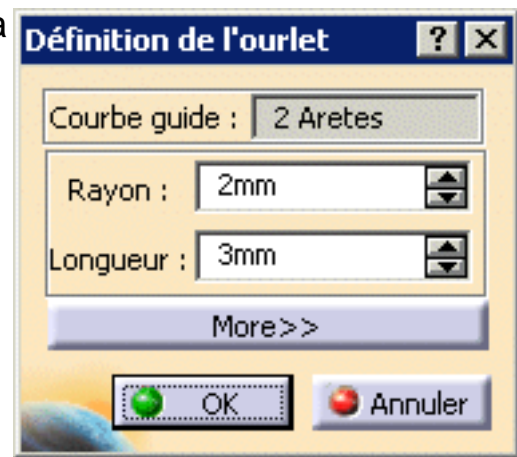 a
Définition de l'ourlet ? X
Courbe guide : 2 Aretes
Rayon : 2mm
Longueur : 3mm
More>>
OK Annuler